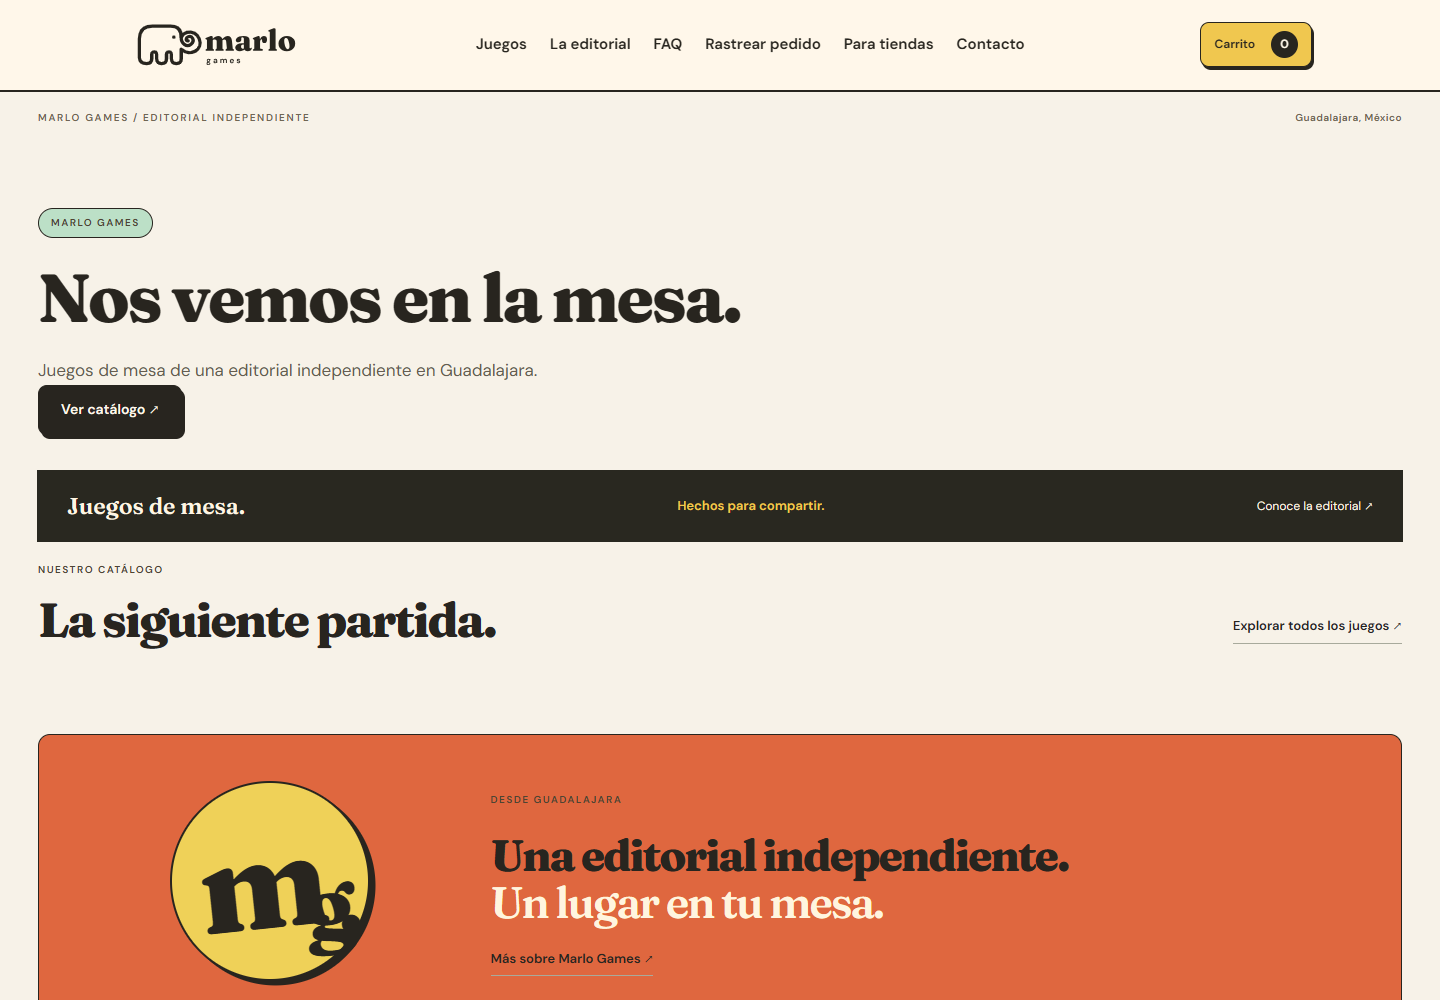 marlo
games
Juegos
La editorial
FAQ
Rastrear pedido
Para tiendas
Contacto
Carrito 0
MARLO GAMES / EDITORIAL INDEPENDIENTE
Guadalajara, México
MARLO GAMES
Nos vemos en la mesa.
Juegos de mesa de una editorial independiente en Guadalajara.
Ver catálogo ↗
Juegos de mesa.
Hechos para compartir.
Conoce la editorial ↗
NUESTRO CATÁLOGO
La siguiente partida.
Explorar todos los juegos ↗
mg
DESDE GUADALAJARA
Una editorial independiente.
Un lugar en tu mesa.
Más sobre Marlo Games ↗